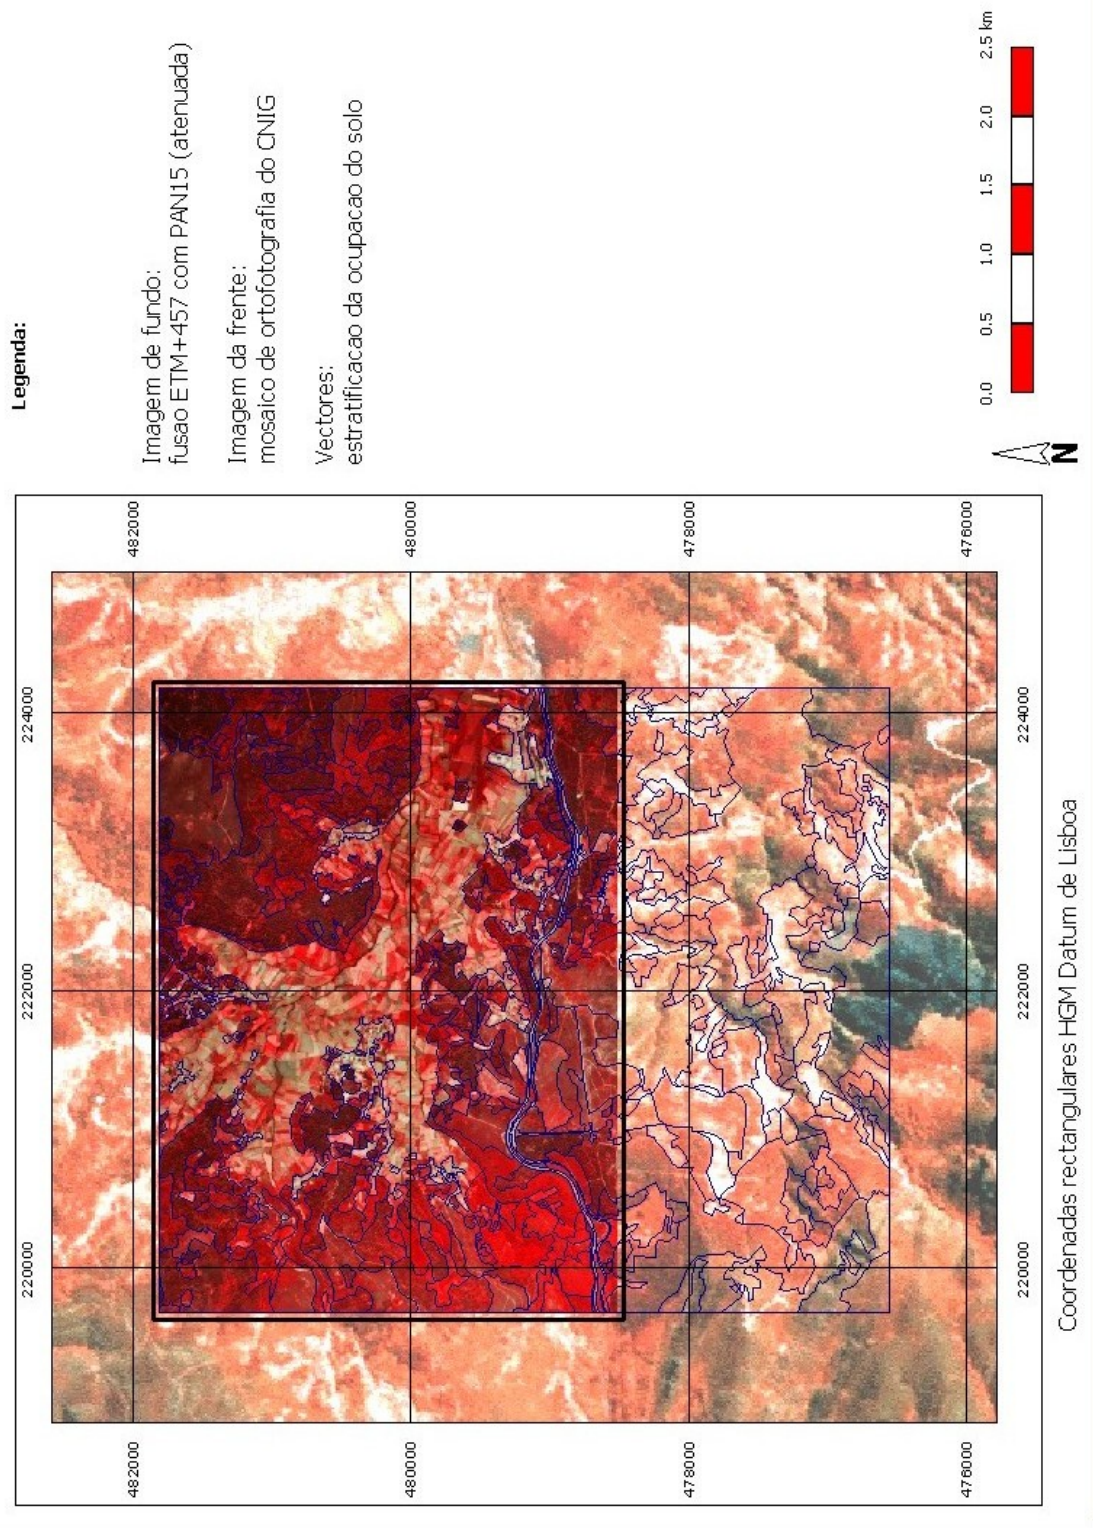 220000 222000 224000
482000 482000
480000 480000
478000 478000
476000 476000
220000 222000 224000
Coordenadas rectangulares HGM Datum de Lisboa
Legenda:
Imagem de fundo:
fusao ETM+457 com PAN15 (atenuada)
Imagem da frente:
mosaico de ortofotografia do CNIG
Vectores:
estratificacao da ocupacao do solo
0.0 0.5 1.0 1.5 2.0 2.5 km
N